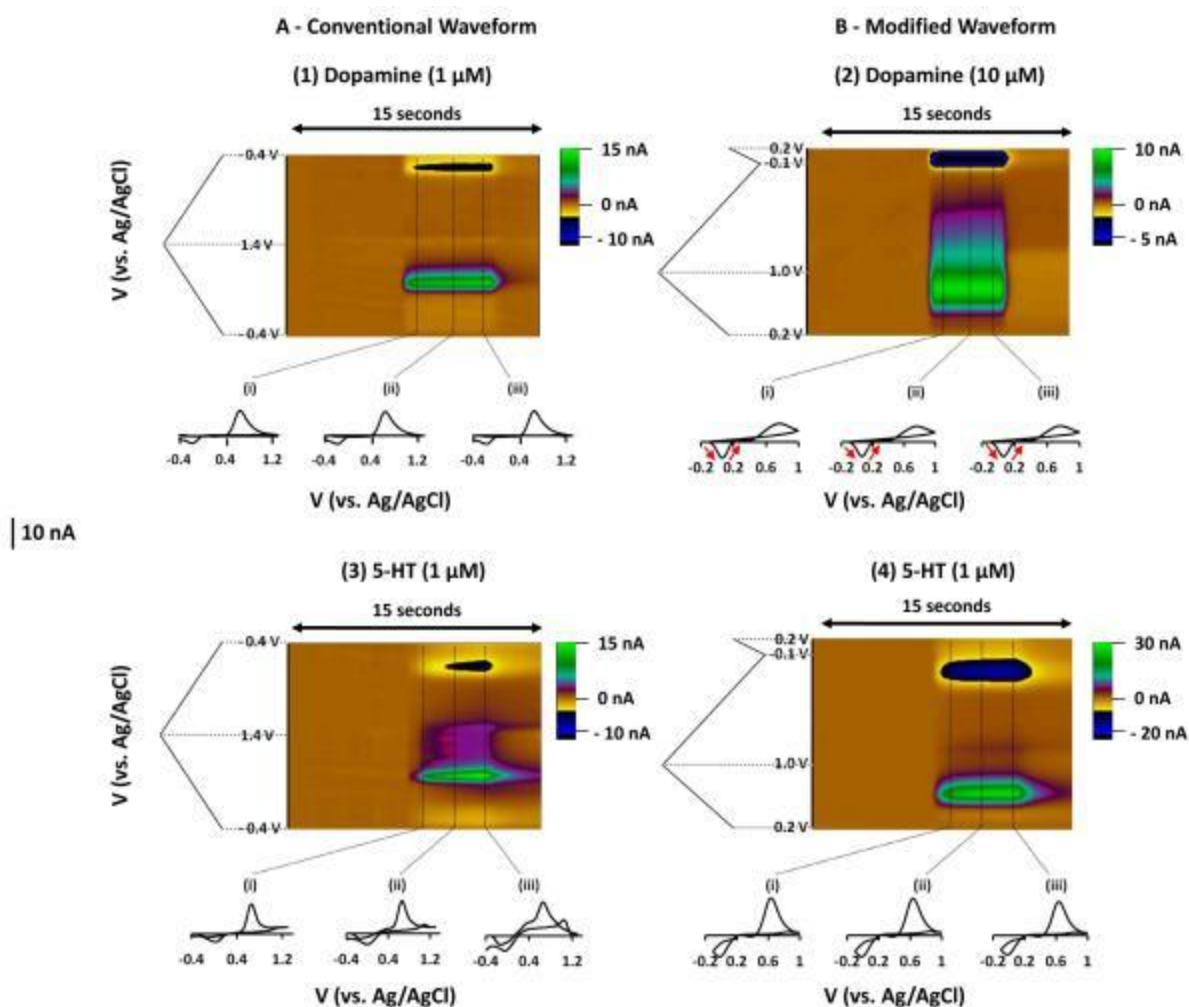 A - Conventional Waveform
B - Modified Waveform
(1) Dopamine (1 µM)
(2) Dopamine (10 µM)
15 seconds
15 seconds
V (vs. Ag/AgCl)
- 0.4 V
1.4 V
- 0.4 V
15 nA
0 nA
- 10 nA
0.2 V
-0.1 V
1.0 V
0.2 V
10 nA
0 nA
- 5 nA
(i)
(ii)
(iii)
(i)
(ii)
(iii)
-0.4 0.4 1.2
-0.4 0.4 1.2
-0.4 0.4 1.2
-0.2 0.2 0.6 1
-0.2 0.2 0.6 1
-0.2 0.2 0.6 1
V (vs. Ag/AgCl)
V (vs. Ag/AgCl)
10 nA
(3) 5-HT (1 µM)
(4) 5-HT (1 µM)
15 seconds
15 seconds
V (vs. Ag/AgCl)
- 0.4 V
1.4 V
- 0.4 V
15 nA
0 nA
- 10 nA
0.2 V
-0.1 V
1.0 V
0.2 V
30 nA
0 nA
- 20 nA
(i)
(ii)
(iii)
(i)
(ii)
(iii)
-0.4 0.4 1.2
-0.4 0.4 1.2
-0.4 0.4 1.2
-0.2 0.2 0.6 1
-0.2 0.2 0.6 1
-0.2 0.2 0.6 1
V (vs. Ag/AgCl)
V (vs. Ag/AgCl)